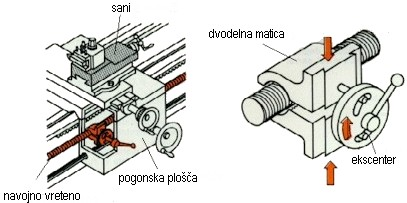 sani
dvodelna matica
ekscenter
pogonska plošča
navojno vreteno